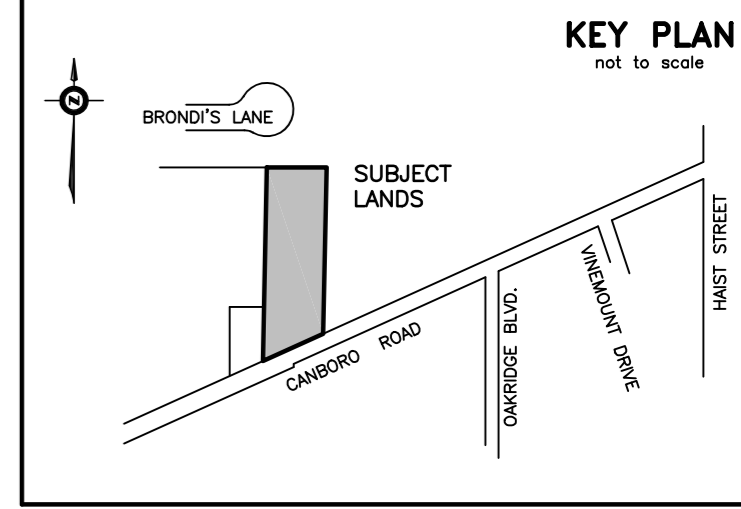 KEY PLAN
not to scale
N
BRONDI'S LANE
SUBJECT
LANDS
CANBORO ROAD
OAKRIDGE BLVD.
VINEMOUNT DRIVE
HAIST STREET